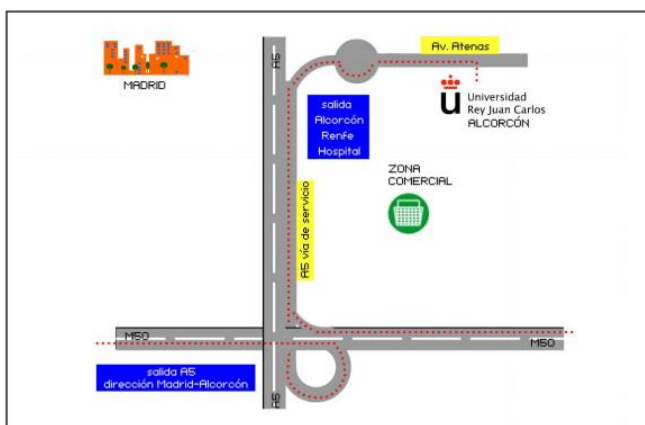 MADRID
A5
Av. Atenas
salida
Alcorcón
Renfe
Hospital
u
Universidad
Rey Juan Carlos
ALCORCÓN
ZONA
COMERCIAL
A5 vía de servicio
M50
M50
salida A5
dirección Madrid-Alcorcón
A5